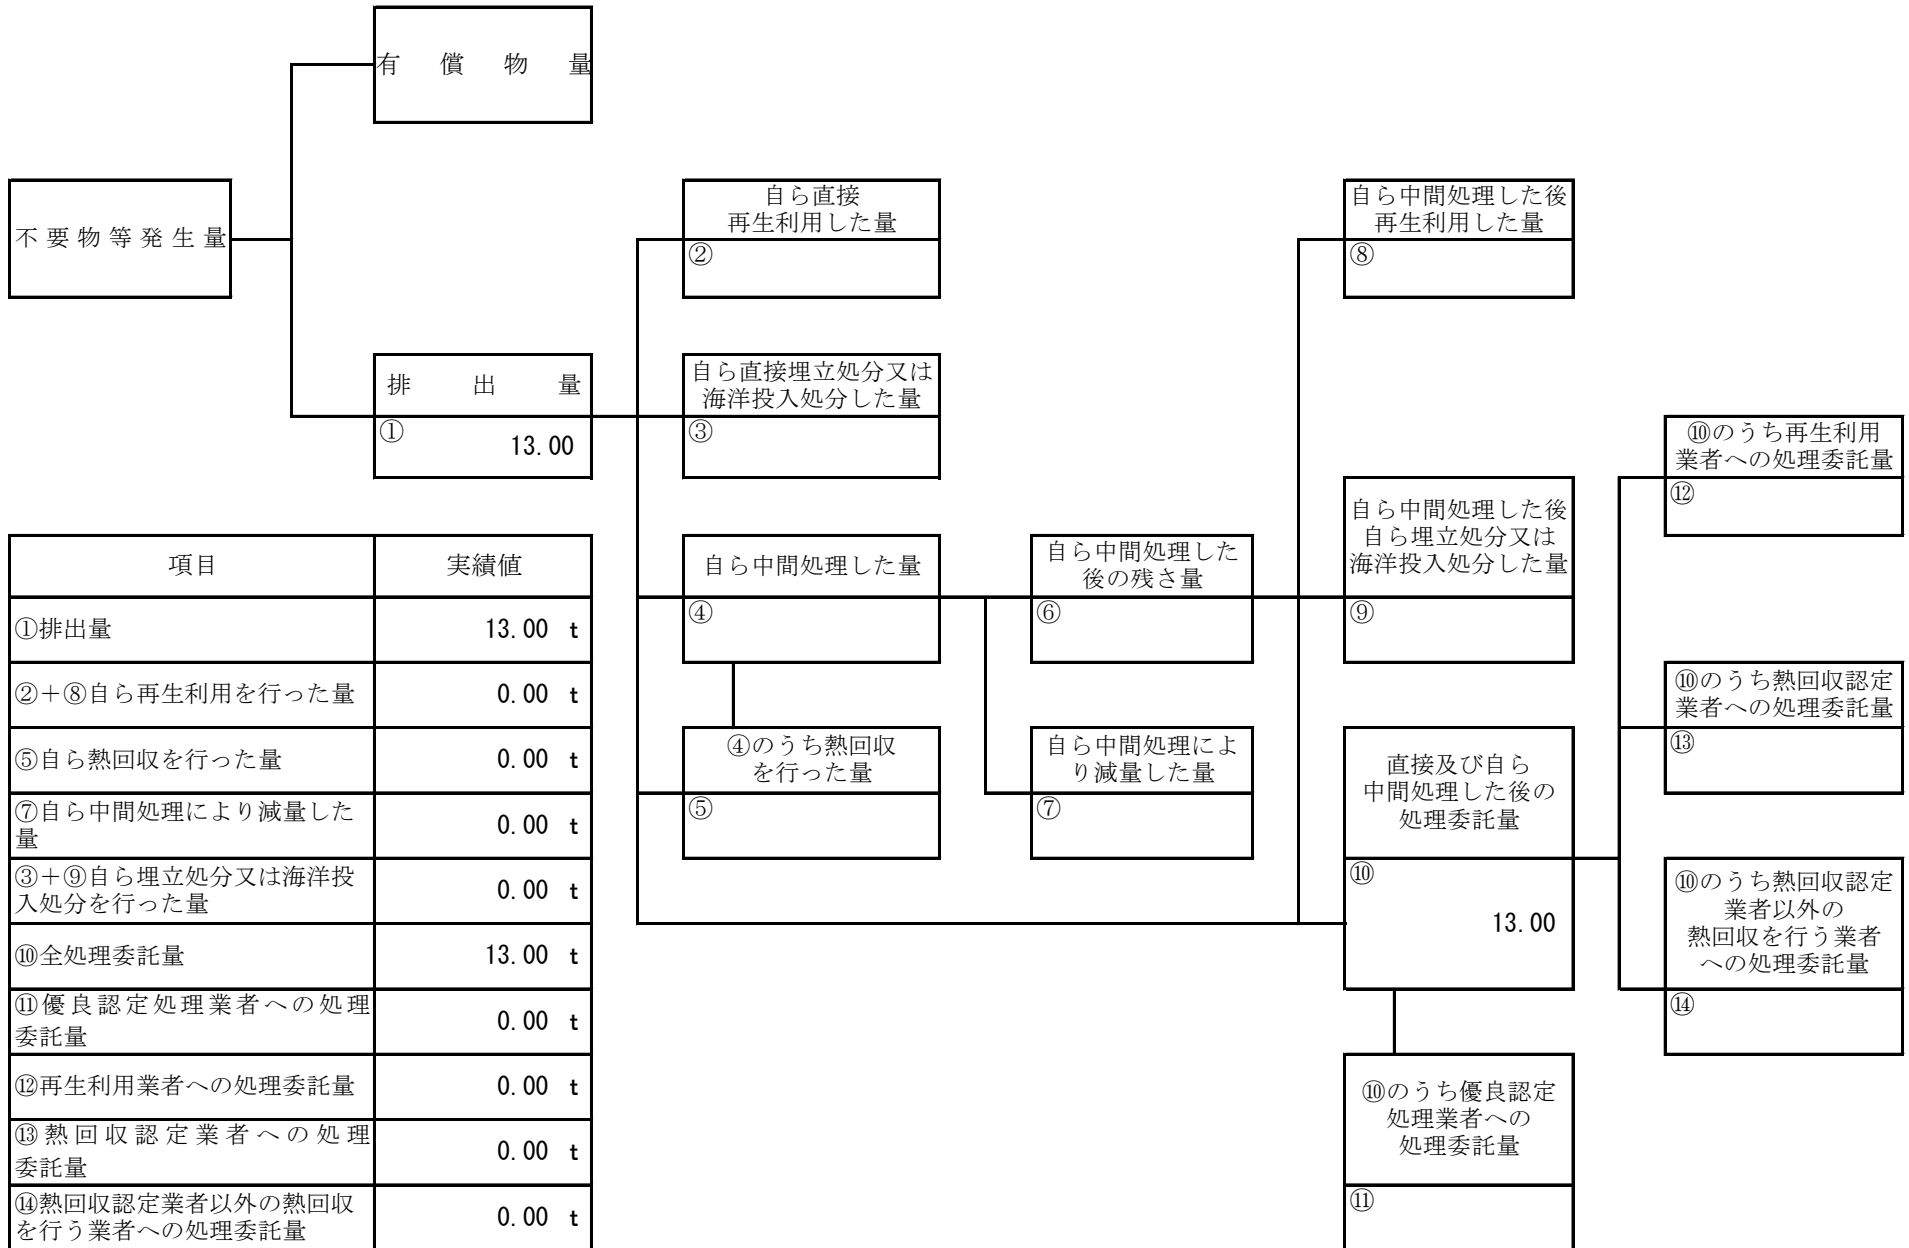 有償物量
不要物等発生量
自ら直接
再生利用した量
②
自ら中間処理した後
再生利用した量
⑧
排出量
①
13.00
自ら直接埋立処分又は
海洋投入処分した量
③
⑩のうち再生利用
業者への処理委託量
⑫
自ら中間処理した量
④
自ら中間処理した
後の残さ量
⑥
自ら中間処理した後
自ら埋立処分又は
海洋投入処分した量
⑨
⑩のうち熱回収認定
業者への処理委託量
⑬
④のうち熱回収
を行った量
⑤
自ら中間処理によ
り減量した量
⑦
直接及び自ら
中間処理した後の
処理委託量
⑩
13.00
⑩のうち熱回収認定
業者以外の
熱回収を行う業者
への処理委託量
⑭
⑩のうち優良認定
処理業者への
処理委託量
⑪
項目 実績値
①排出量 13.00 t
②+⑧自ら再生利用を行った量 0.00 t
⑤自ら熱回収を行った量 0.00 t
⑦自ら中間処理により減量した
量 0.00 t
③+⑨自ら埋立処分又は海洋投
入処分を行った量 0.00 t
⑩全処理委託量 13.00 t
⑪優良認定処理業者への処理
委託量 0.00 t
⑫再生利用業者への処理委託量 0.00 t
⑬熱回収認定業者への処理
委託量 0.00 t
⑭熱回収認定業者以外の熱回収
を行う業者への処理委託量 0.00 t